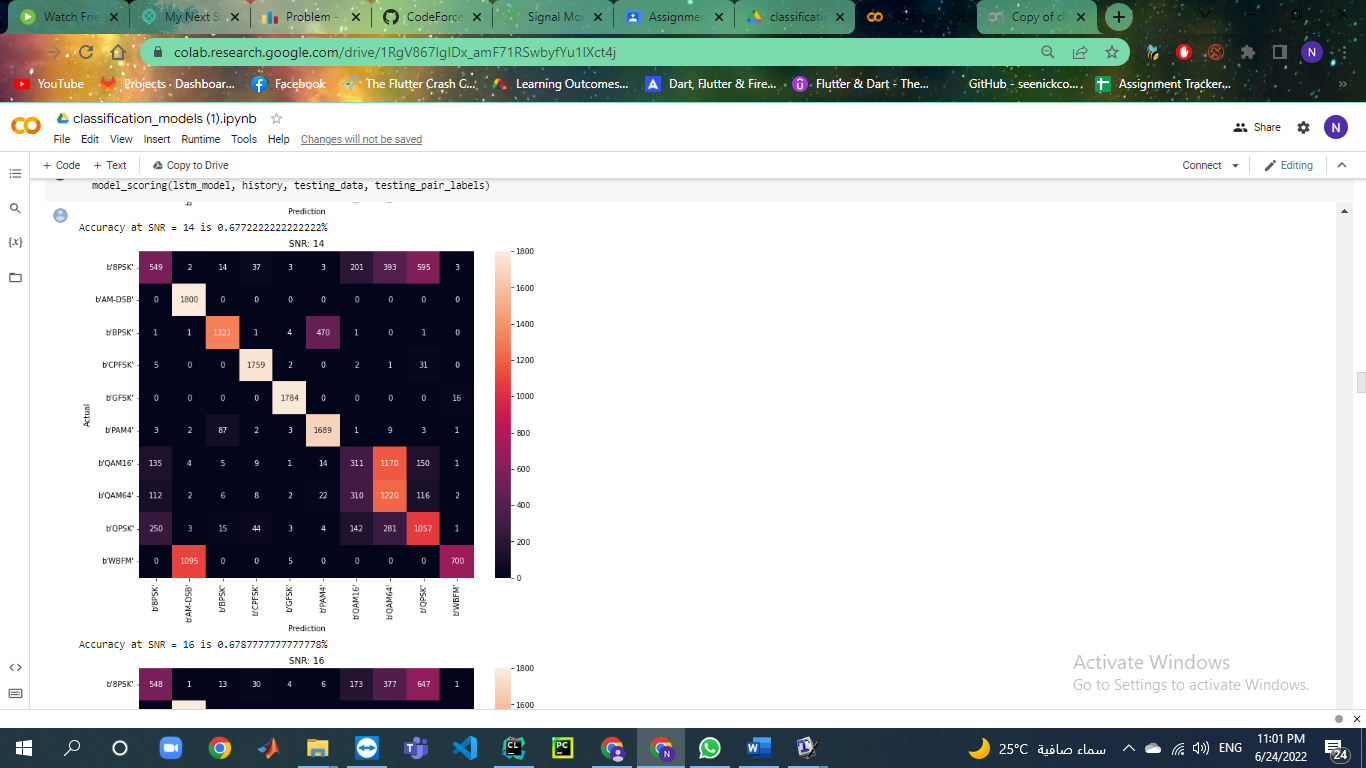 Watch Frie
My Next S
Problem -
CodeForce
Signal Mo
Assignmen
classificatio
Copy of cl
colab.research.google.com/drive/1RgV867IgIDx_amF71RSwbyfYu1IXct4j
N
YouTube
Projects · Dashboar...
Facebook
The Flutter Crash C...
Learning Outcomes...
Dart, Flutter & Fire...
Flutter & Dart - The...
GitHub - seenickco...
Assignment Tracker...
»
classification_models (1).ipynb
File Edit View Insert Runtime Tools Help Changes will not be saved
Share
N
+ Code + Text Copy to Drive
Connect
Editing
model_scoring(lstm_model, history, testing_data, testing_pair_labels)
Prediction
Accuracy at SNR = 14 is 0.6772222222222222%
SNR: 14
b'8PSK' 549 2 14 37 3 3 201 393 595 3
b'AM-DSB' 0 1800 0 0 0 0 0 0 0 0
b'BPSK' 1 1 1321 1 4 470 1 0 1 0
b'CPFSK' 5 0 0 1759 2 0 2 1 31 0
b'GFSK' 0 0 0 0 1784 0 0 0 0 16
b'PAM4' 3 2 87 2 3 1689 1 9 3 1
b'QAM16' 135 4 5 9 1 14 311 1170 150 1
b'QAM64' 112 2 6 8 2 22 310 1220 116 2
b'QPSK' 250 3 15 44 3 4 142 281 1057 1
b'WBFM' 0 1095 0 0 5 0 0 0 0 700
Actual
b'8PSK' b'AM-DSB' b'BPSK' b'CPFSK' b'GFSK' b'PAM4' b'QAM16' b'QAM64' b'QPSK' b'WBFM'
Prediction
1800
1600
1400
1200
1000
800
600
400
200
0
Accuracy at SNR = 16 is 0.6787777777777778%
SNR: 16
b'8PSK' 548 1 13 30 4 6 173 377 647 1
1800
1600
Activate Windows
Go to Settings to activate Windows.
25°C سماء صافية
ENG
11:01 PM
6/24/2022
24